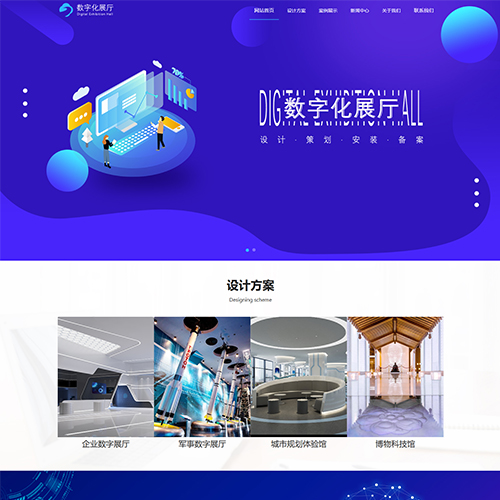 数字化展厅
Digital Exhibition Hall
网站首页 设计方案 案例展示 新闻中心 关于我们 联系我们
70%
DIGITAL EXHIBITION HALL
数字化展厅
设计 · 策划 · 安装 · 备案
设计方案
Designing scheme
企业数字展厅 军事数字展厅 城市规划体验馆 博物科技馆